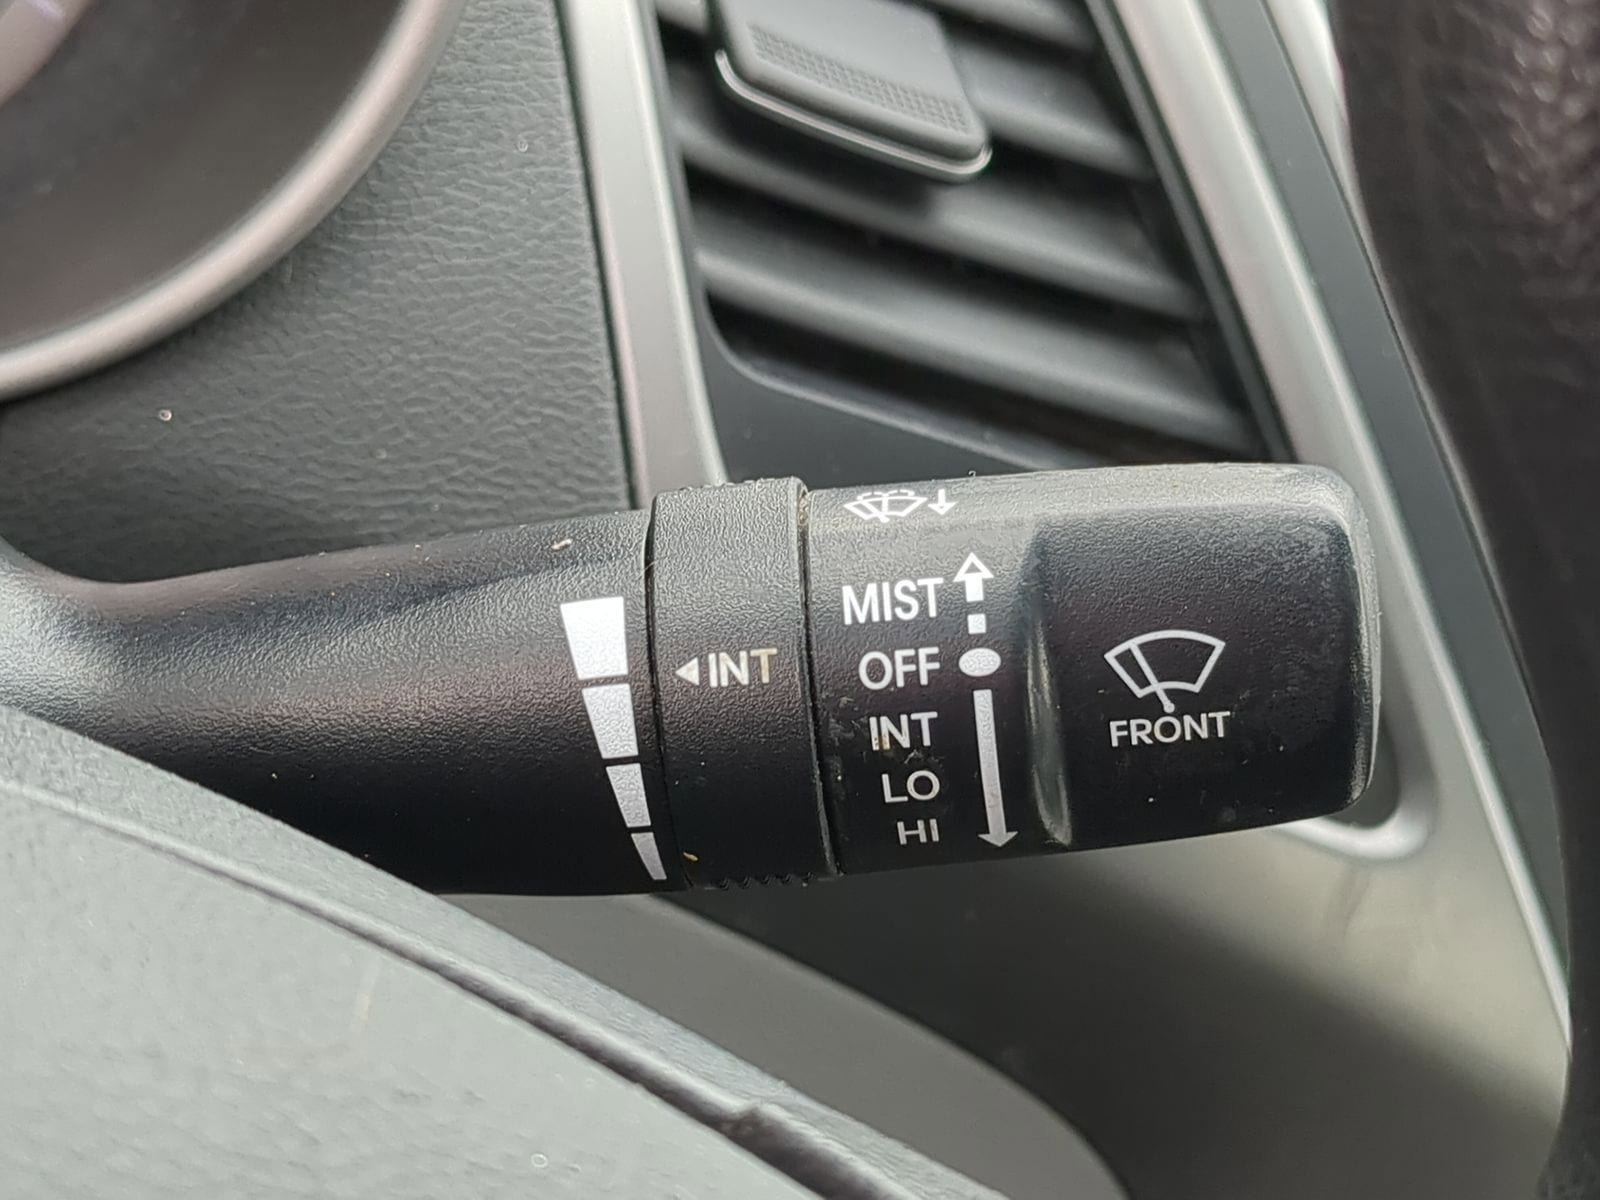 MIST
OFF
INT
INT
LO
HI
FRONT